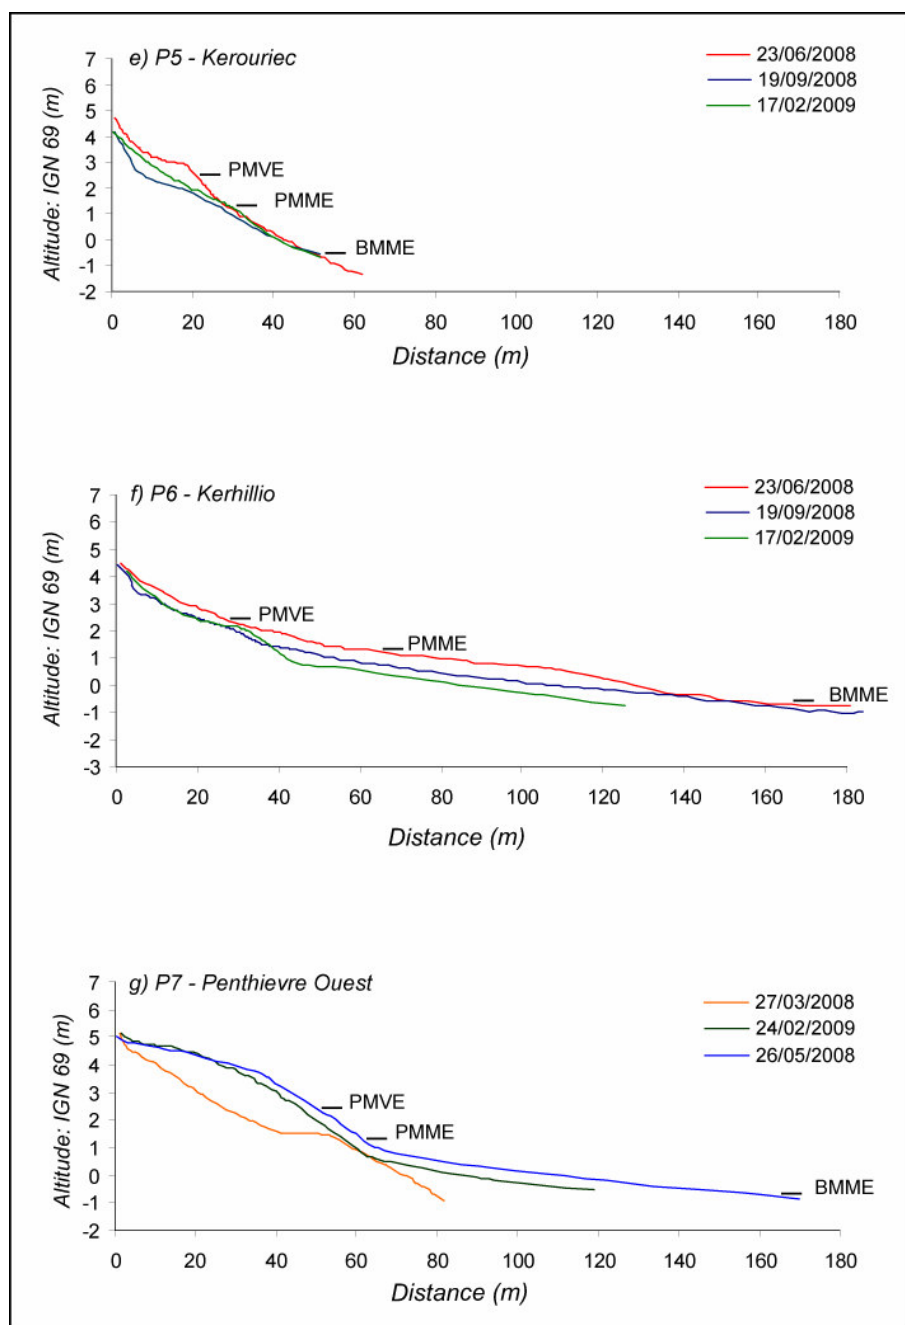 e) P5 - Kerouriec
23/06/2008
19/09/2008
17/02/2009
Altitude: IGN 69 (m)
7
6
5
4
3
2
1
0
-1
-2
PMVE
PMME
BMME
0 20 40 60 80 100 120 140 160 180
Distance (m)
f) P6 - Kerhillio
23/06/2008
19/09/2008
17/02/2009
Altitude: IGN 69 (m)
7
6
5
4
3
2
1
0
-1
-2
-3
PMVE
PMME
BMME
0 20 40 60 80 100 120 140 160 180
Distance (m)
g) P7 - Penthievre Ouest
27/03/2008
24/02/2009
26/05/2008
Altitude: IGN 69 (m)
7
6
5
4
3
2
1
0
-1
-2
PMVE
PMME
BMME
0 20 40 60 80 100 120 140 160 180
Distance (m)